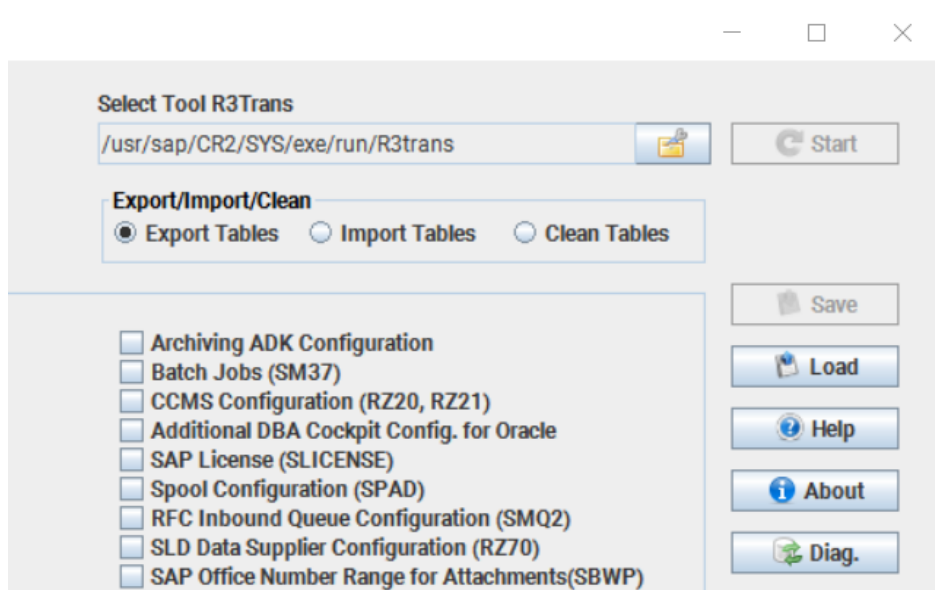 Select Tool R3Trans
/usr/sap/CR2/SYS/exe/run/R3trans
Start
Export/Import/Clean
Export Tables Import Tables Clean Tables
Save
Load
Help
About
Diag.
Archiving ADK Configuration
Batch Jobs (SM37)
CCMS Configuration (RZ20, RZ21)
Additional DBA Cockpit Config. for Oracle
SAP License (SLICENSE)
Spool Configuration (SPAD)
RFC Inbound Queue Configuration (SMQ2)
SLD Data Supplier Configuration (RZ70)
SAP Office Number Range for Attachments(SBWP)